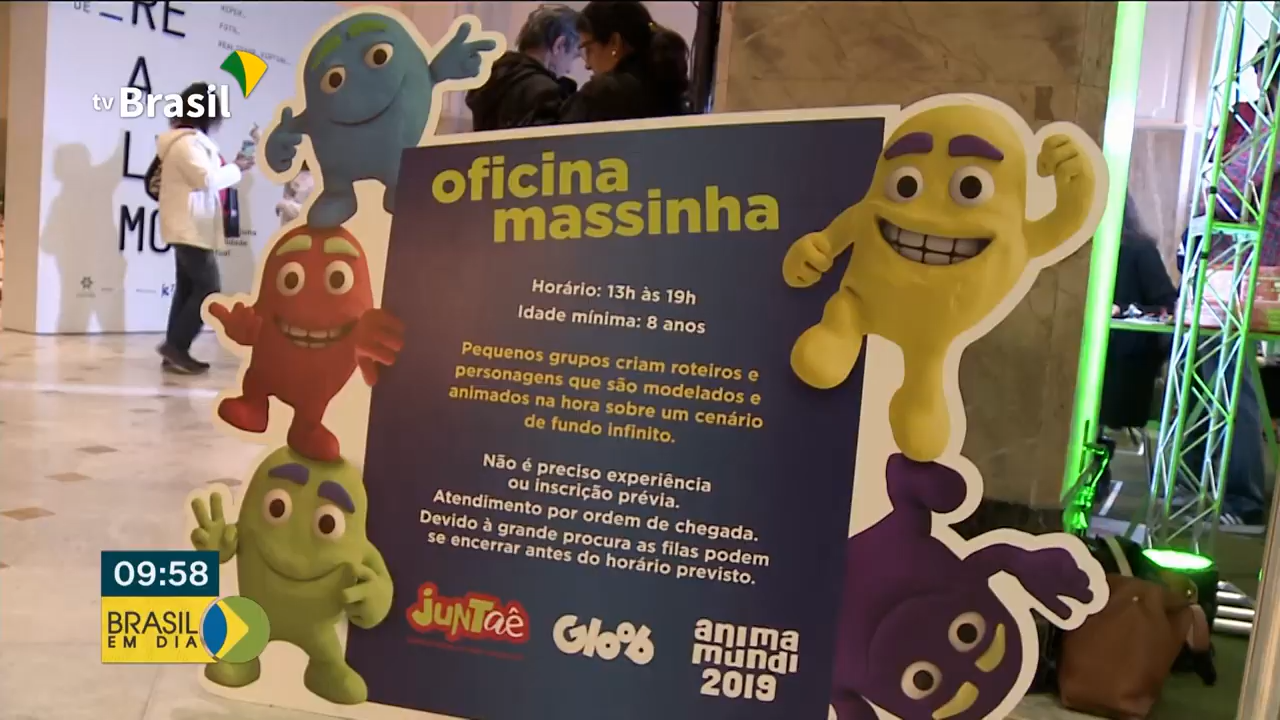 RE
A
L
MO
tv Brasil
oficina
massinha
Horário: 13h às 19h
Idade mínima: 8 anos
Pequenos grupos criam roteiros e
personagens que são modelados e
animados na hora sobre um cenário
de fundo infinito.
Não é preciso experiência
ou inscrição prévia.
Atendimento por ordem de chegada.
Devido à grande procura as filas podem
se encerrar antes do horário previsto.
JUNTAê
Gloob
anima
mundi
2019
09:58
BRASIL
EM DIA